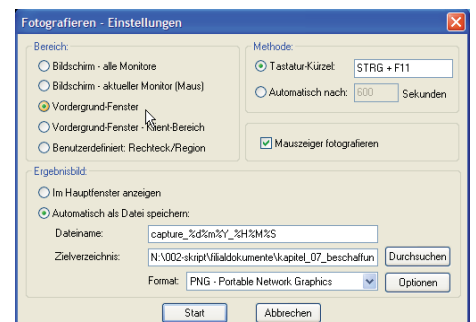 Fotografieren - Einstellungen
Bereich:
Bildschirm - alle Monitore
Bildschirm - aktueller Monitor (Maus)
Vordergrund-Fenster
Vordergrund-Fenster - Klient-Bereich
Benutzerdefiniert: Rechteck/Region
Methode:
Tastatur-Kürzel: STRG + F11
Automatisch nach: 600 Sekunden
Mauszeiger fotografieren
Ergebnisbild:
Im Hauptfenster anzeigen
Automatisch als Datei speichern:
Dateiname: capture_%d%m%Y_%H%M%S
Zielverzeichnis: N:\002-skript\filialdokumente\kapitel_07_beschaffun Durchsuchen
Format: PNG - Portable Network Graphics Optionen
Start Abbrechen